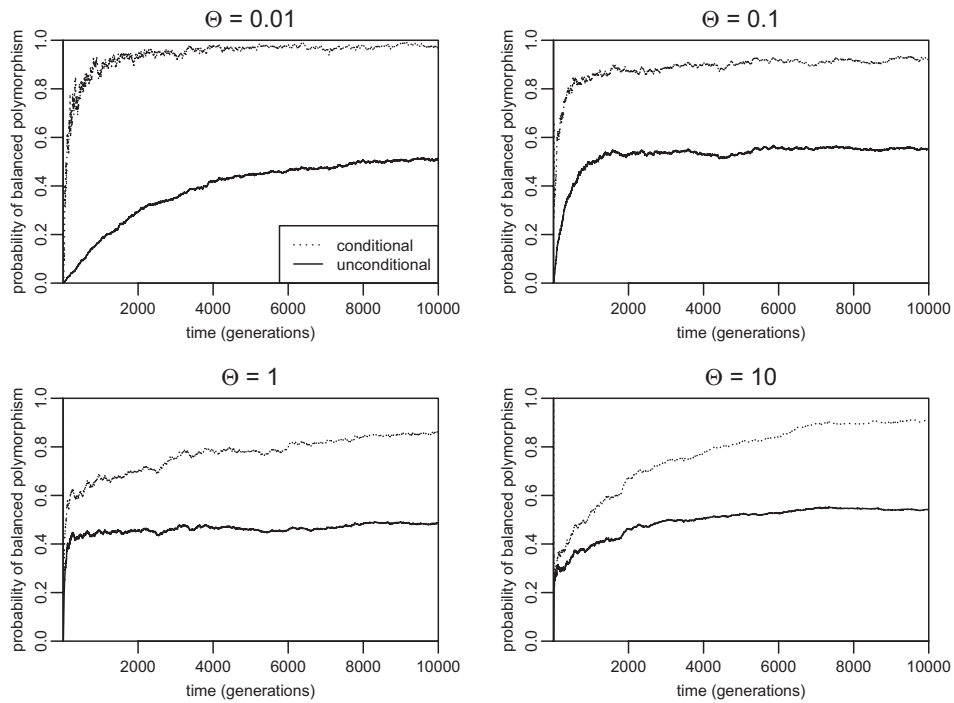 Θ = 0.01
probability of balanced polymorphism
0.0 0.2 0.4 0.6 0.8 1.0
conditional
unconditional
2000 4000 6000 8000 10000
time (generations)
Θ = 0.1
probability of balanced polymorphism
0.0 0.2 0.4 0.6 0.8 1.0
2000 4000 6000 8000 10000
time (generations)
Θ = 1
probability of balanced polymorphism
0.0 0.2 0.4 0.6 0.8 1.0
2000 4000 6000 8000 10000
time (generations)
Θ = 10
probability of balanced polymorphism
0.0 0.2 0.4 0.6 0.8 1.0
2000 4000 6000 8000 10000
time (generations)